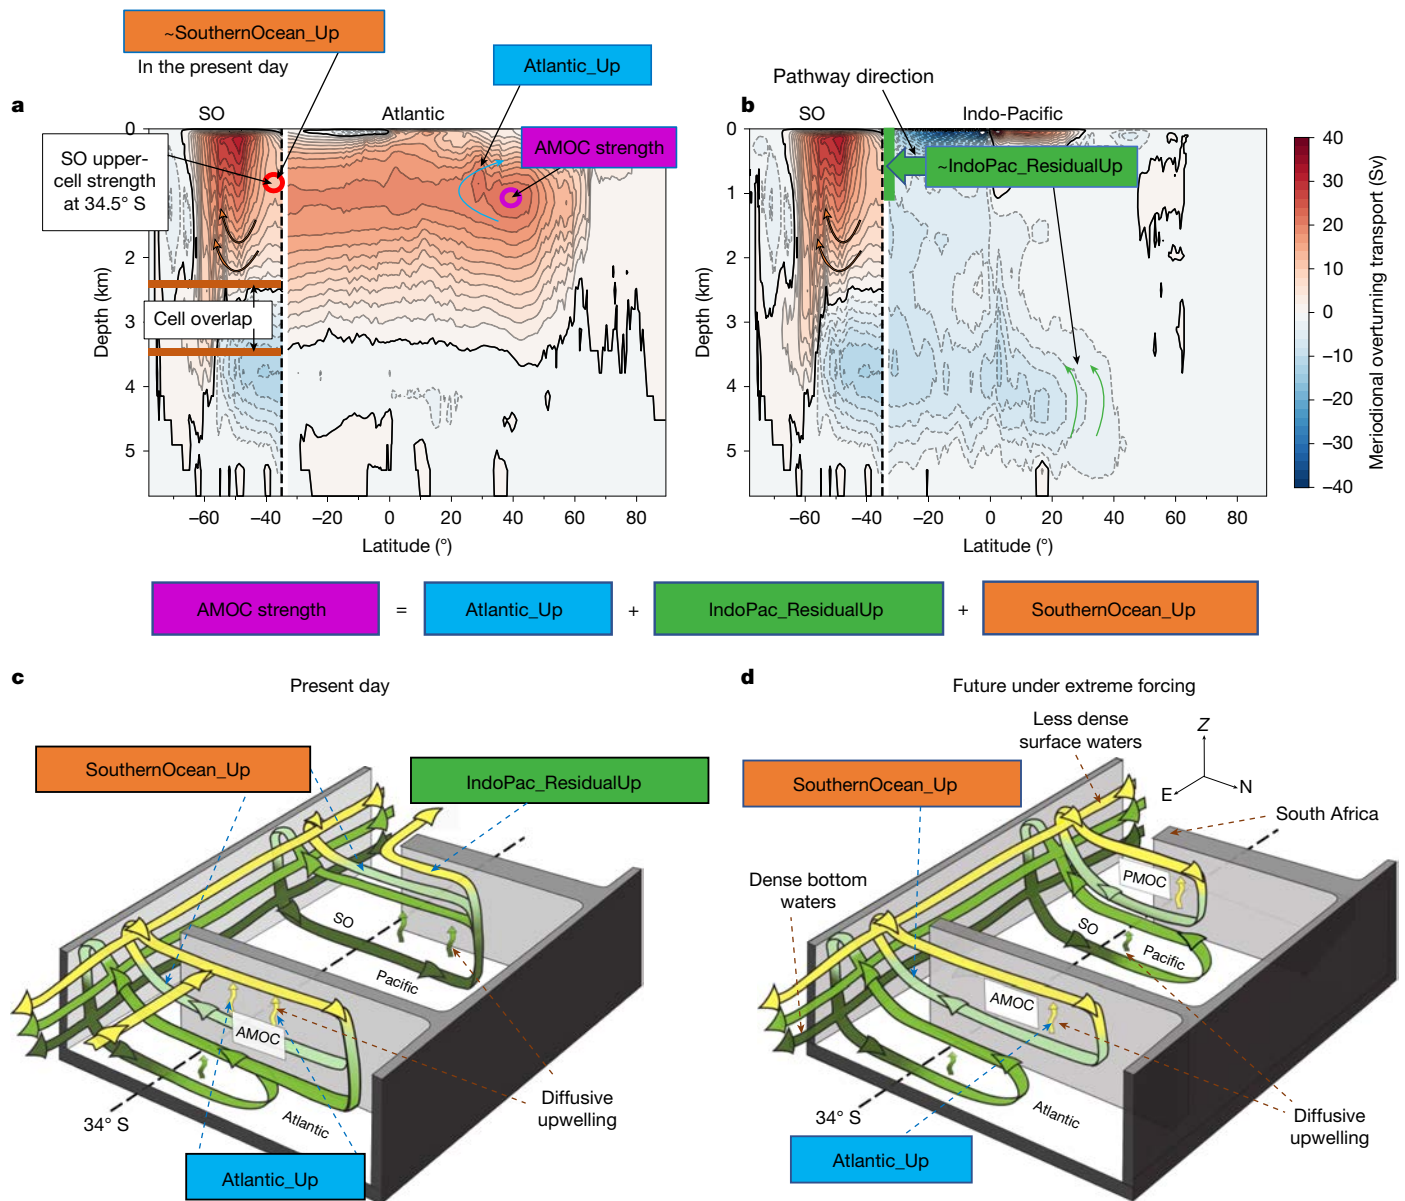 ~SouthernOcean_Up
In the present day
Atlantic_Up
Pathway direction
a
SO
Atlantic
b
SO
Indo-Pacific
AMOC strength
SO upper-
cell strength
at 34.5° S
~IndoPac_ResidualUp
Cell overlap
0
1
2
3
4
5
Depth (km)
−60
−40
−20
0
20
40
60
80
Latitude (°)
0
1
2
3
4
5
Depth (km)
−60
−40
−20
0
20
40
60
80
Latitude (°)
40
30
20
10
0
−10
−20
−30
−40
Meriodional overturning transport (Sv)
AMOC strength = Atlantic_Up + IndoPac_ResidualUp + SouthernOcean_Up
c
Present day
SouthernOcean_Up
IndoPac_ResidualUp
SO
Pacific
AMOC
Atlantic
34° S
Diffusive
upwelling
Atlantic_Up
d
Future under extreme forcing
Less dense
surface waters
Z
E
N
SouthernOcean_Up
South Africa
Dense bottom
waters
PMOC
SO
Pacific
AMOC
Atlantic
34° S
Diffusive
upwelling
Atlantic_Up